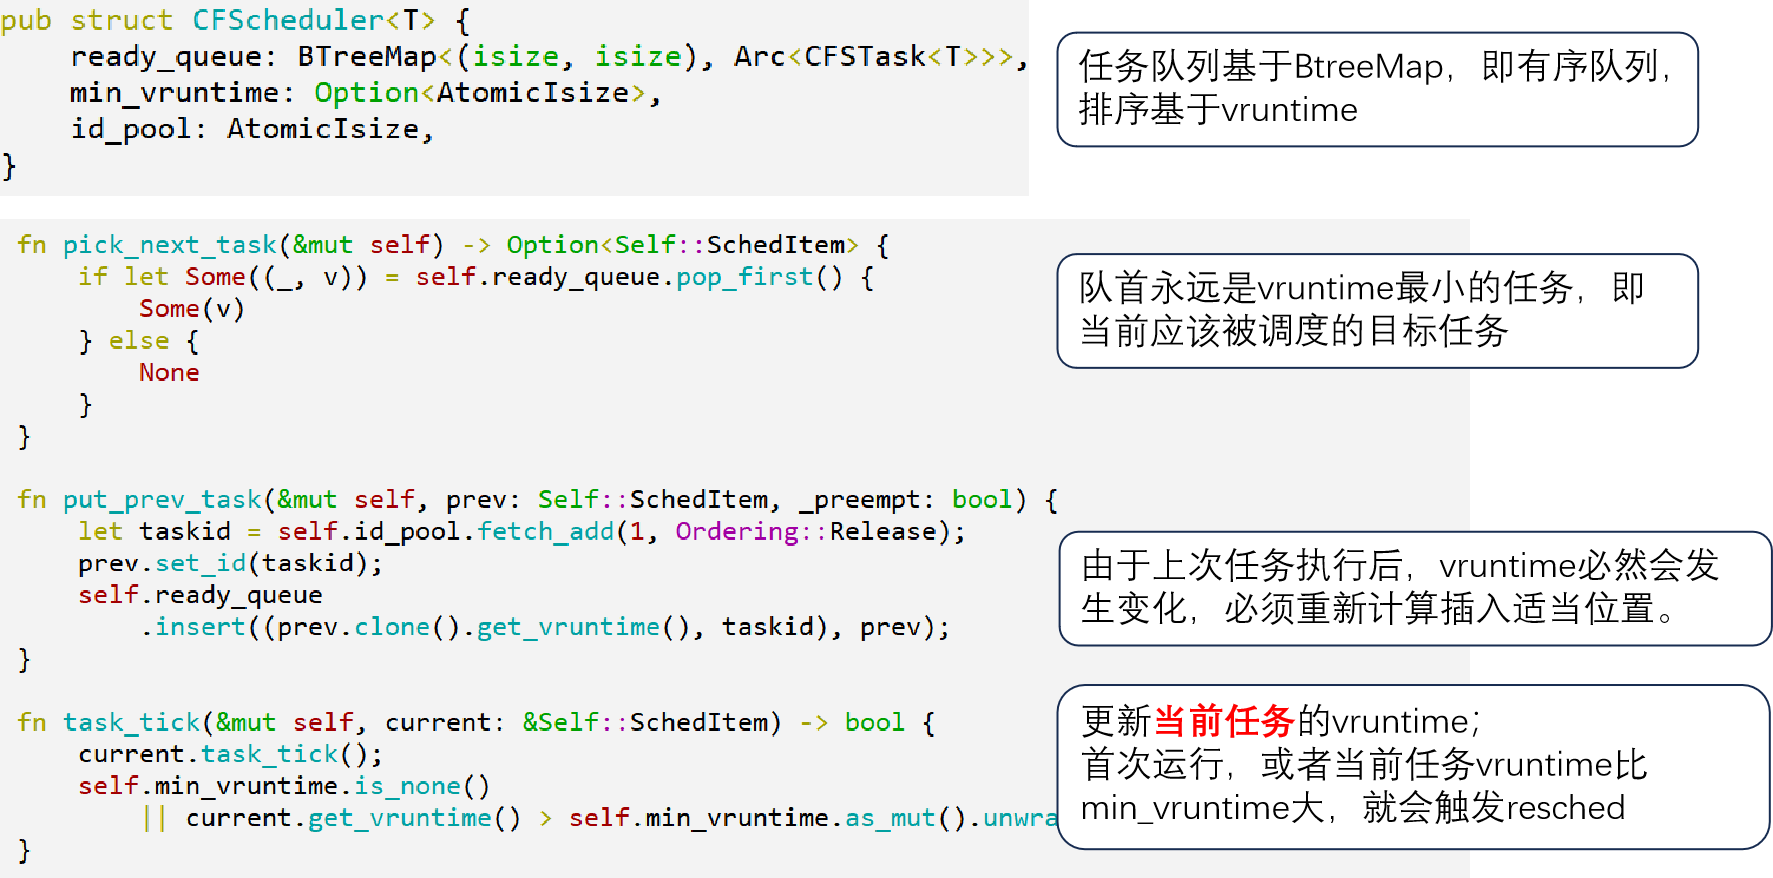 pub struct CFScheduler<T> {
    ready_queue: BTreeMap<(isize, isize), Arc<CFSTask<T>>>,
    min_vruntime: Option<AtomicIsize>,
    id_pool: AtomicIsize,
}
任务队列基于BtreeMap，即有序队列，
排序基于vruntime
fn pick_next_task(&mut self) -> Option<Self::SchedItem> {
    if let Some((_, v)) = self.ready_queue.pop_first() {
        Some(v)
    } else {
        None
    }
}
队首永远是vruntime最小的任务，即
当前应该被调度的目标任务
fn put_prev_task(&mut self, prev: Self::SchedItem, _preempt: bool) {
    let taskid = self.id_pool.fetch_add(1, Ordering::Release);
    prev.set_id(taskid);
    self.ready_queue
        .insert((prev.clone().get_vruntime(), taskid), prev);
}
由于上次任务执行后，vruntime必然会发
生变化，必须重新计算插入适当位置。
fn task_tick(&mut self, current: &Self::SchedItem) -> bool {
    current.task_tick();
    self.min_vruntime.is_none()
        || current.get_vruntime() > self.min_vruntime.as_mut().unwra
}
更新当前任务的vruntime；
首次运行，或者当前任务vruntime比
min_vruntime大，就会触发resched